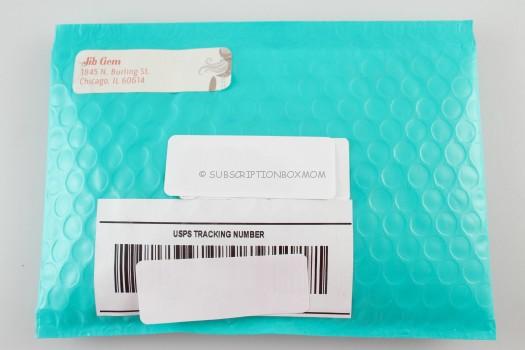 Jib Gem
1845 N. Burling St.
Chicago, IL 60614
© SUBSCRIPTIONBOXMOM
USPS TRACKING NUMBER